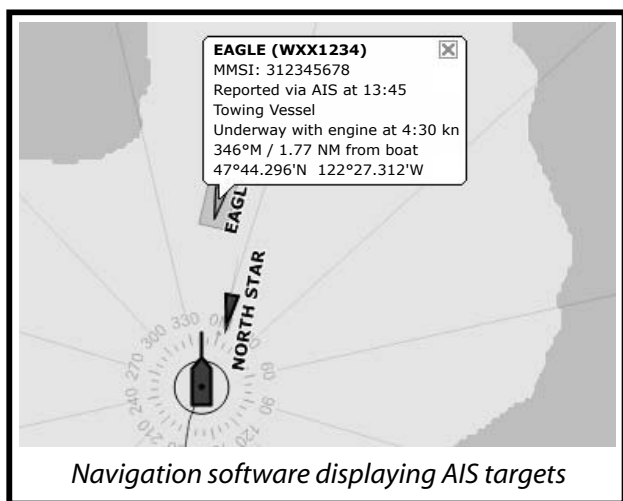 EAGLE (WXX1234)
MMSI: 312345678
Reported via AIS at 13:45
Towing Vessel
Underway with engine at 4:30 kn
346°M / 1.77 NM from boat
47°44.296'N 122°27.312'W
EAGLE
NORTH STAR
300
330
270
240
210
60
90
120
Navigation software displaying AIS targets